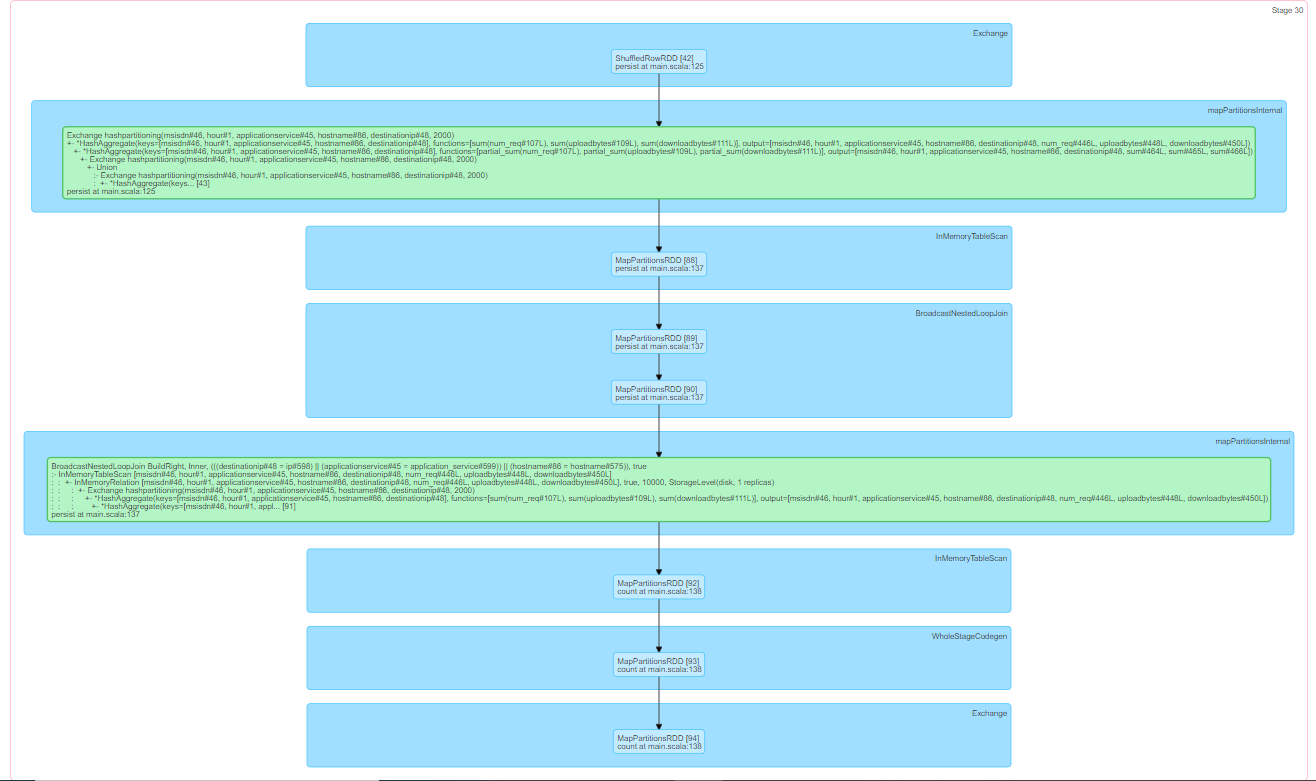 Stage 30
Exchange
ShuffledRowRDD [42]
persist at main.scala:125
mapPartitionsInternal
Exchange hashpartitioning(msisdn#46, hour#1, applicationservice#45, hostname#86, destinationip#48, 2000)
+- *HashAggregate(keys=[msisdn#46, hour#1, applicationservice#45, hostname#86, destinationip#48], functions=[sum(num_req#107L), sum(uploadbytes#109L), sum(downloadbytes#111L)], output=[msisdn#46, hour#1, applicationservice#45, hostname#86, destinationip#48, num_req#446L, uploadbytes#448L, downloadbytes#450L])
+- *HashAggregate(keys=[msisdn#46, hour#1, applicationservice#45, hostname#86, destinationip#48], functions=[partial_sum(num_req#107L), partial_sum(uploadbytes#109L), partial_sum(downloadbytes#111L)], output=[msisdn#46, hour#1, applicationservice#45, hostname#86, destinationip#48, sum#464L, sum#465L, sum#466L])
+- Exchange hashpartitioning(msisdn#46, hour#1, applicationservice#45, hostname#86, destinationip#48, 2000)
+- Union
:- Exchange hashpartitioning(msisdn#46, hour#1, applicationservice#45, hostname#86, destinationip#48, 2000)
: +- *HashAggregate(keys... [43]
persist at main.scala:125
InMemoryTableScan
MapPartitionsRDD [88]
persist at main.scala:137
BroadcastNestedLoopJoin
MapPartitionsRDD [89]
persist at main.scala:137
MapPartitionsRDD [90]
persist at main.scala:137
mapPartitionsInternal
BroadcastNestedLoopJoin BuildRight, Inner, (((destinationip#48 = ip#598) || (applicationservice#45 = application_service#599)) || (hostname#86 = hostname#575)), true
:- InMemoryTableScan [msisdn#46, hour#1, applicationservice#45, hostname#86, destinationip#48, num_req#446L, uploadbytes#448L, downloadbytes#450L]
: : +- InMemoryRelation [msisdn#46, hour#1, applicationservice#45, hostname#86, destinationip#48, num_req#446L, uploadbytes#448L, downloadbytes#450L], true, 10000, StorageLevel(disk, 1 replicas)
: : : +- Exchange hashpartitioning(msisdn#46, hour#1, applicationservice#45, hostname#86, destinationip#48, 2000)
: : : +- *HashAggregate(keys=[msisdn#46, hour#1, applicationservice#45, hostname#86, destinationip#48], functions=[sum(num_req#107L), sum(uploadbytes#109L), sum(downloadbytes#111L)], output=[msisdn#46, hour#1, applicationservice#45, hostname#86, destinationip#48, num_req#446L, uploadbytes#448L, downloadbytes#450L])
: : : +- *HashAggregate(keys=[msisdn#46, hour#1, appl... [91]
persist at main.scala:137
InMemoryTableScan
MapPartitionsRDD [92]
count at main.scala:138
WholeStageCodegen
MapPartitionsRDD [93]
count at main.scala:138
Exchange
MapPartitionsRDD [94]
count at main.scala:138